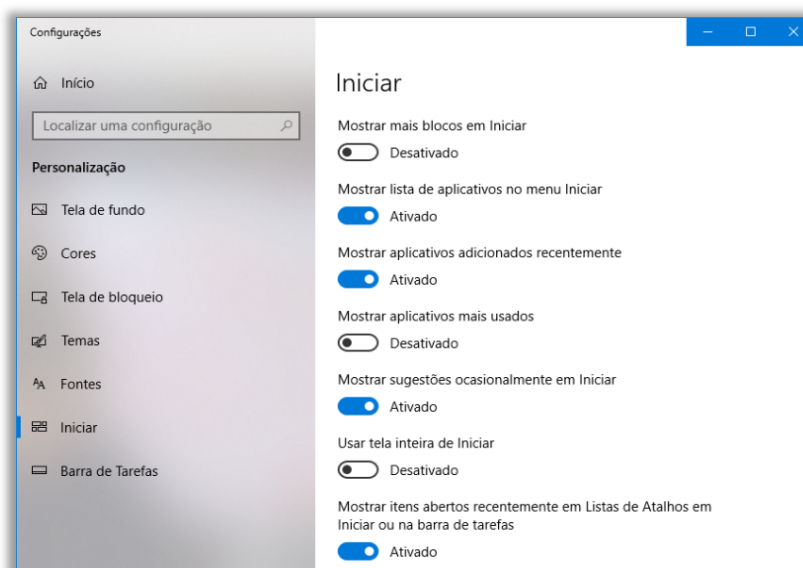 Configurações
Início
Localizar uma configuração
Personalização
Tela de fundo
Cores
Tela de bloqueio
Temas
Fontes
Iniciar
Barra de Tarefas
Iniciar
Mostrar mais blocos em Iniciar
Desativado
Mostrar lista de aplicativos no menu Iniciar
Ativado
Mostrar aplicativos adicionados recentemente
Ativado
Mostrar aplicativos mais usados
Desativado
Mostrar sugestões ocasionalmente em Iniciar
Ativado
Usar tela inteira de Iniciar
Desativado
Mostrar itens abertos recentemente em Listas de Atalhos em
Iniciar ou na barra de tarefas
Ativado